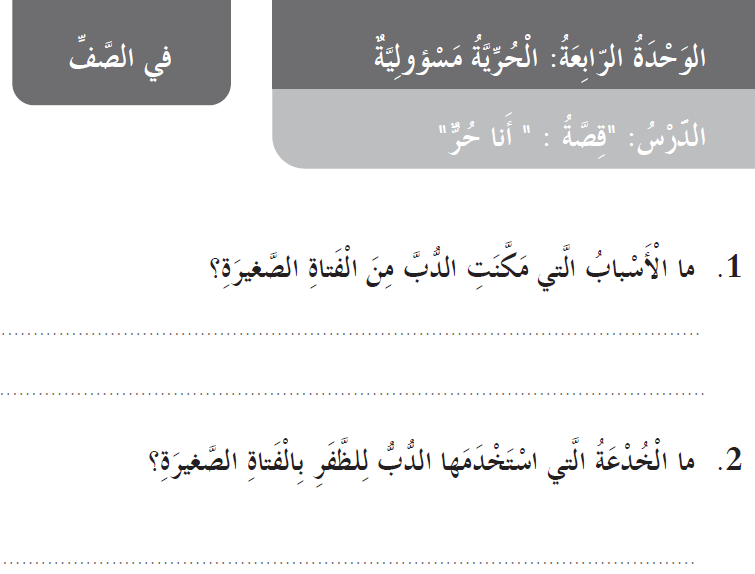 الوَحْدَةُ الرّابِعَةُ: الْحُرِّيَّةُ مَسْؤولِيَّةٌ
في الصَّفِّ
الدّرْسُ: "قِصَّةُ : " أَنا حُرٌّ"
1. ما الْأَسْبابُ الَّتي مَكَّنَتِ الدُّبَّ مِنَ الْفَتاةِ الصَّغيرَةِ؟
2. ما الْخُدْعَةُ الَّتي اسْتَخْدَمَها الدُّبُّ لِلظَّفَرِ بِالْفَتاةِ الصَّغيرَةِ؟